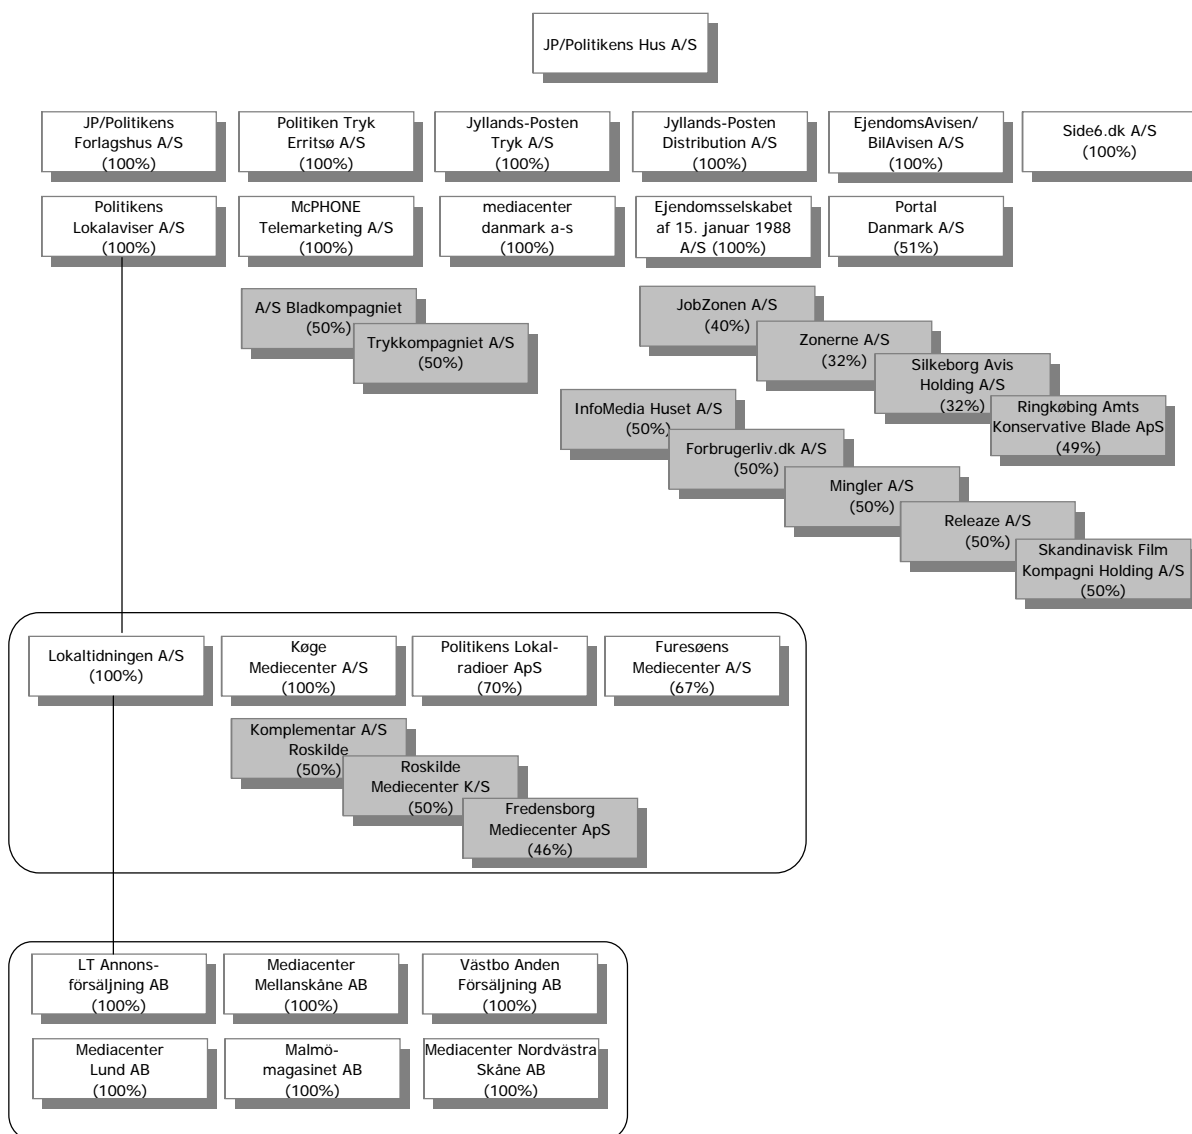 JP/Politikens Hus A/S
JP/Politikens
Forlagshus A/S
(100%)
Politiken Tryk
Erritsø A/S
(100%)
Jyllands-Posten
Tryk A/S
(100%)
Jyllands-Posten
Distribution A/S
(100%)
EjendomsAvisen/
BilAvisen A/S
(100%)
Side6.dk A/S
(100%)
Politikens
Lokalaviser A/S
(100%)
McPHONE
Telemarketing A/S
(100%)
mediacenter
danmark a-s
(100%)
Ejendomsselskabet
af 15. januar 1988
A/S (100%)
Portal
Danmark A/S
(51%)
A/S Bladkompagniet
(50%)
Trykkompagniet A/S
(50%)
JobZonen A/S
(40%)
Zonerne A/S
(32%)
Silkeborg Avis
Holding A/S
(32%)
Ringkøbing Amts
Konservative Blade ApS
(49%)
InfoMedia Huset A/S
(50%)
Forbrugerliv.dk A/S
(50%)
Mingler A/S
(50%)
Releaze A/S
(50%)
Skandinavisk Film
Kompagni Holding A/S
(50%)
Lokaltidningen A/S
(100%)
Køge
Mediecenter A/S
(100%)
Politikens Lokal-
radioer ApS
(70%)
Furesøens
Mediecenter A/S
(67%)
Komplementar A/S
Roskilde
(50%)
Roskilde
Mediecenter K/S
(50%)
Fredensborg
Mediecenter ApS
(46%)
LT Annons-
försäljning AB
(100%)
Mediacenter
Mellanskåne AB
(100%)
Västbo Anden
Försäljning AB
(100%)
Mediacenter
Lund AB
(100%)
Malmö-
magasinet AB
(100%)
Mediacenter Nordvästra
Skåne AB
(100%)